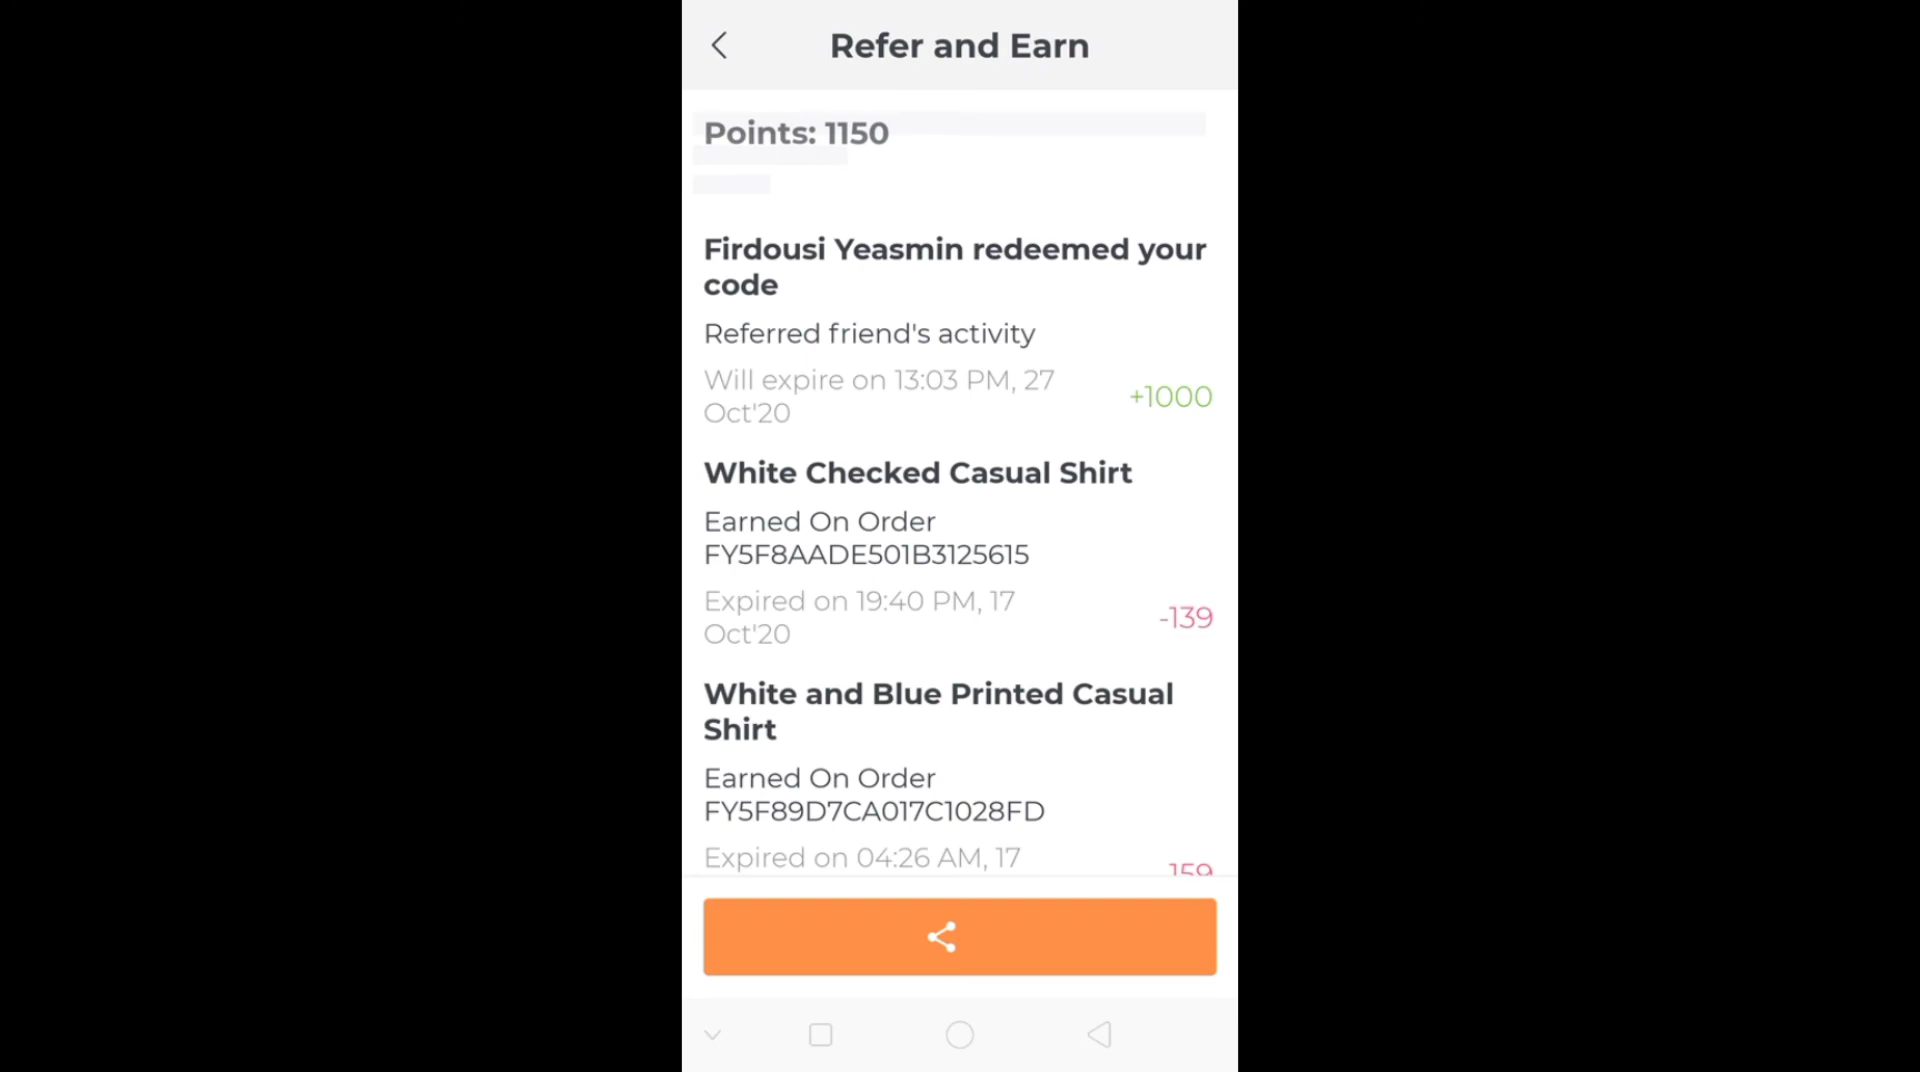 Refer and Earn
Points: 1150
Firdousi Yeasmin redeemed your
code
Referred friend's activity
Will expire on 13:03 PM, 27
Oct'20
+1000
White Checked Casual Shirt
Earned On Order
FY5F8AADE501B3125615
Expired on 19:40 PM, 17
Oct'20
-139
White and Blue Printed Casual
Shirt
Earned On Order
FY5F89D7CA017C1028FD
Expired on 04:26 AM, 17
159